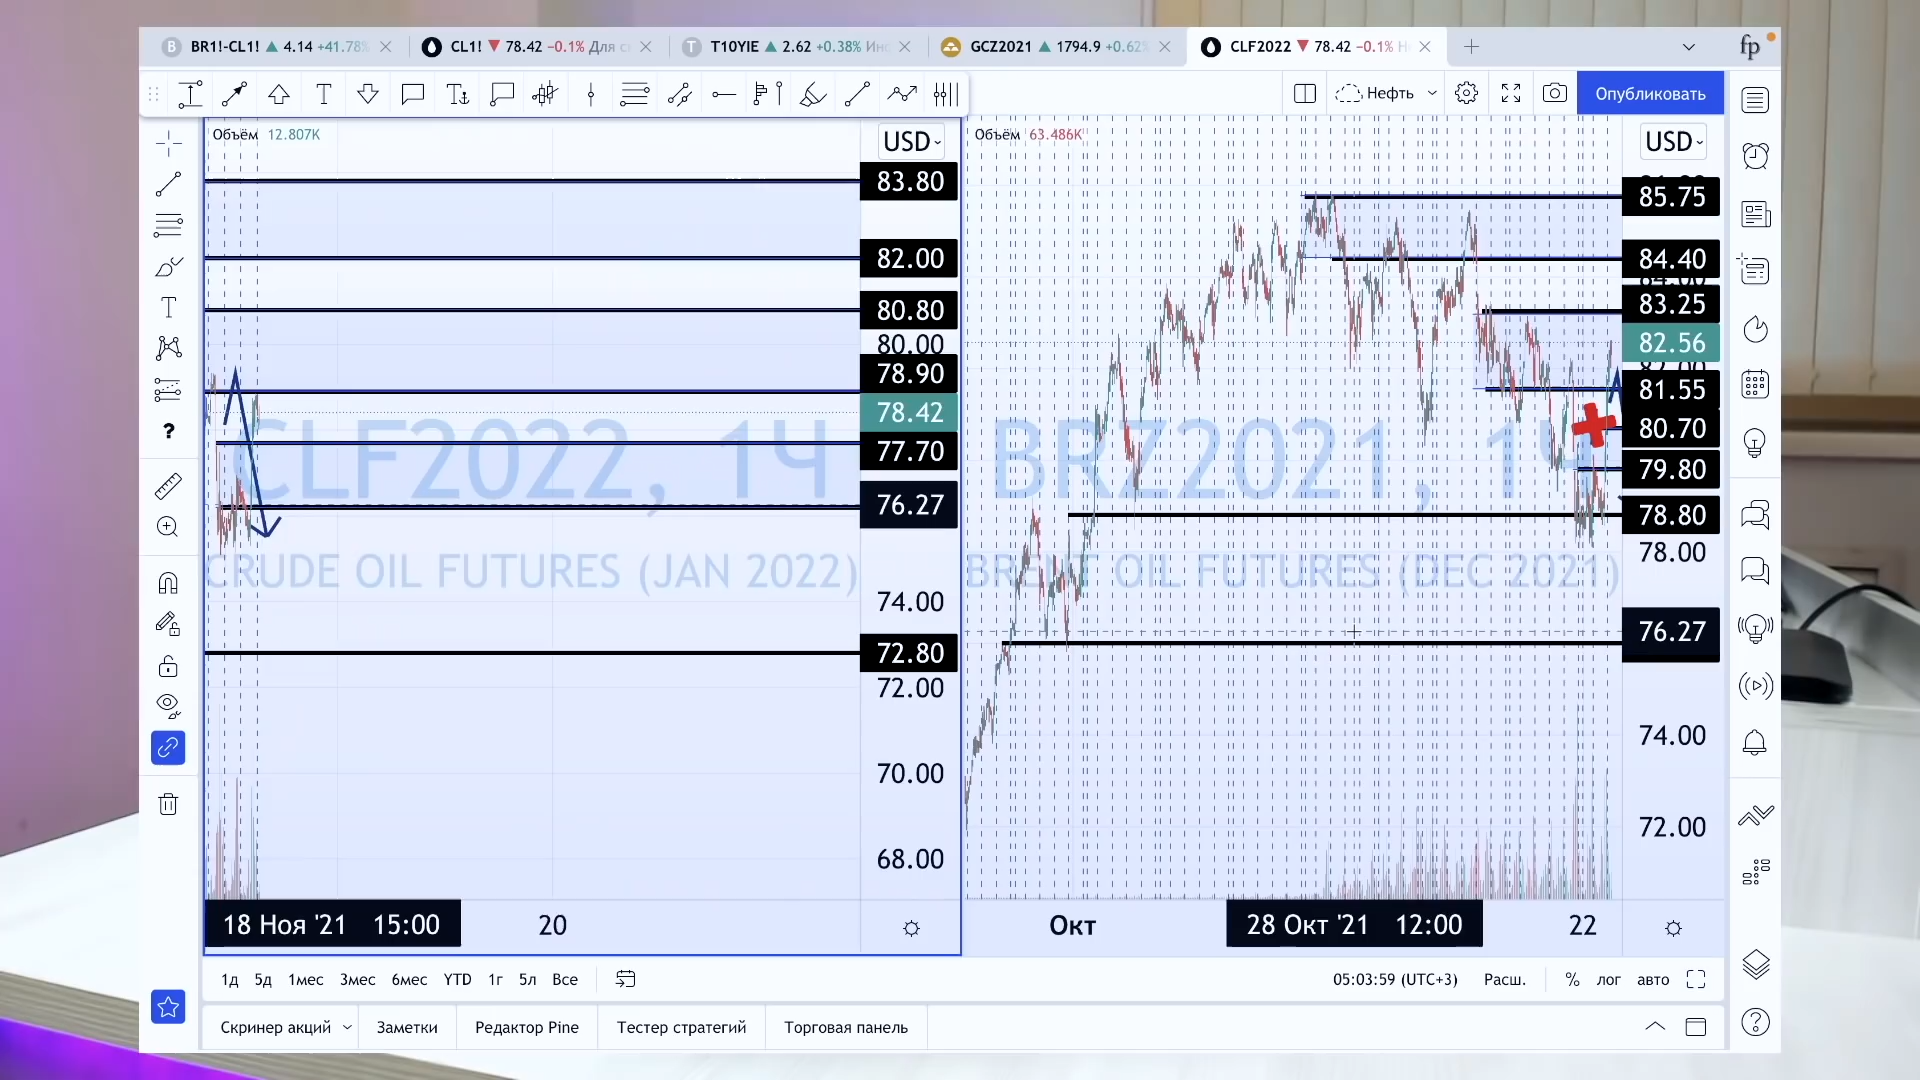 BR1!-CL1! 4.14 +41.78%
CL1! 78.42 −0.1%
T10YIE 2.62 +0.38%
GCZ2021 1794.9 +0.62%
CLF2022 78.42 −0.1%
fp
Нефть
Опубликовать
Объём 12.807K
USD
83.80
82.00
80.80
80.00
78.90
78.42
77.70
76.27
74.00
72.80
72.00
70.00
68.00
CLF2022, 1Ч
CRUDE OIL FUTURES (JAN 2022)
18 Ноя '21 15:00
20
Объём 63.486K
USD
85.75
84.40
83.25
82.56
81.55
80.70
79.80
78.80
78.00
76.27
74.00
72.00
BRZ2021, 1Ч
OIL FUTURES (DEC 2021)
Окт
28 Окт '21 12:00
22
1д 5д 1мес 3мес 6мес YTD 1г 5л Все
05:03:59 (UTC+3) Расш. % лог авто
Скринер акций Заметки Редактор Pine Тестер стратегий Торговая панель